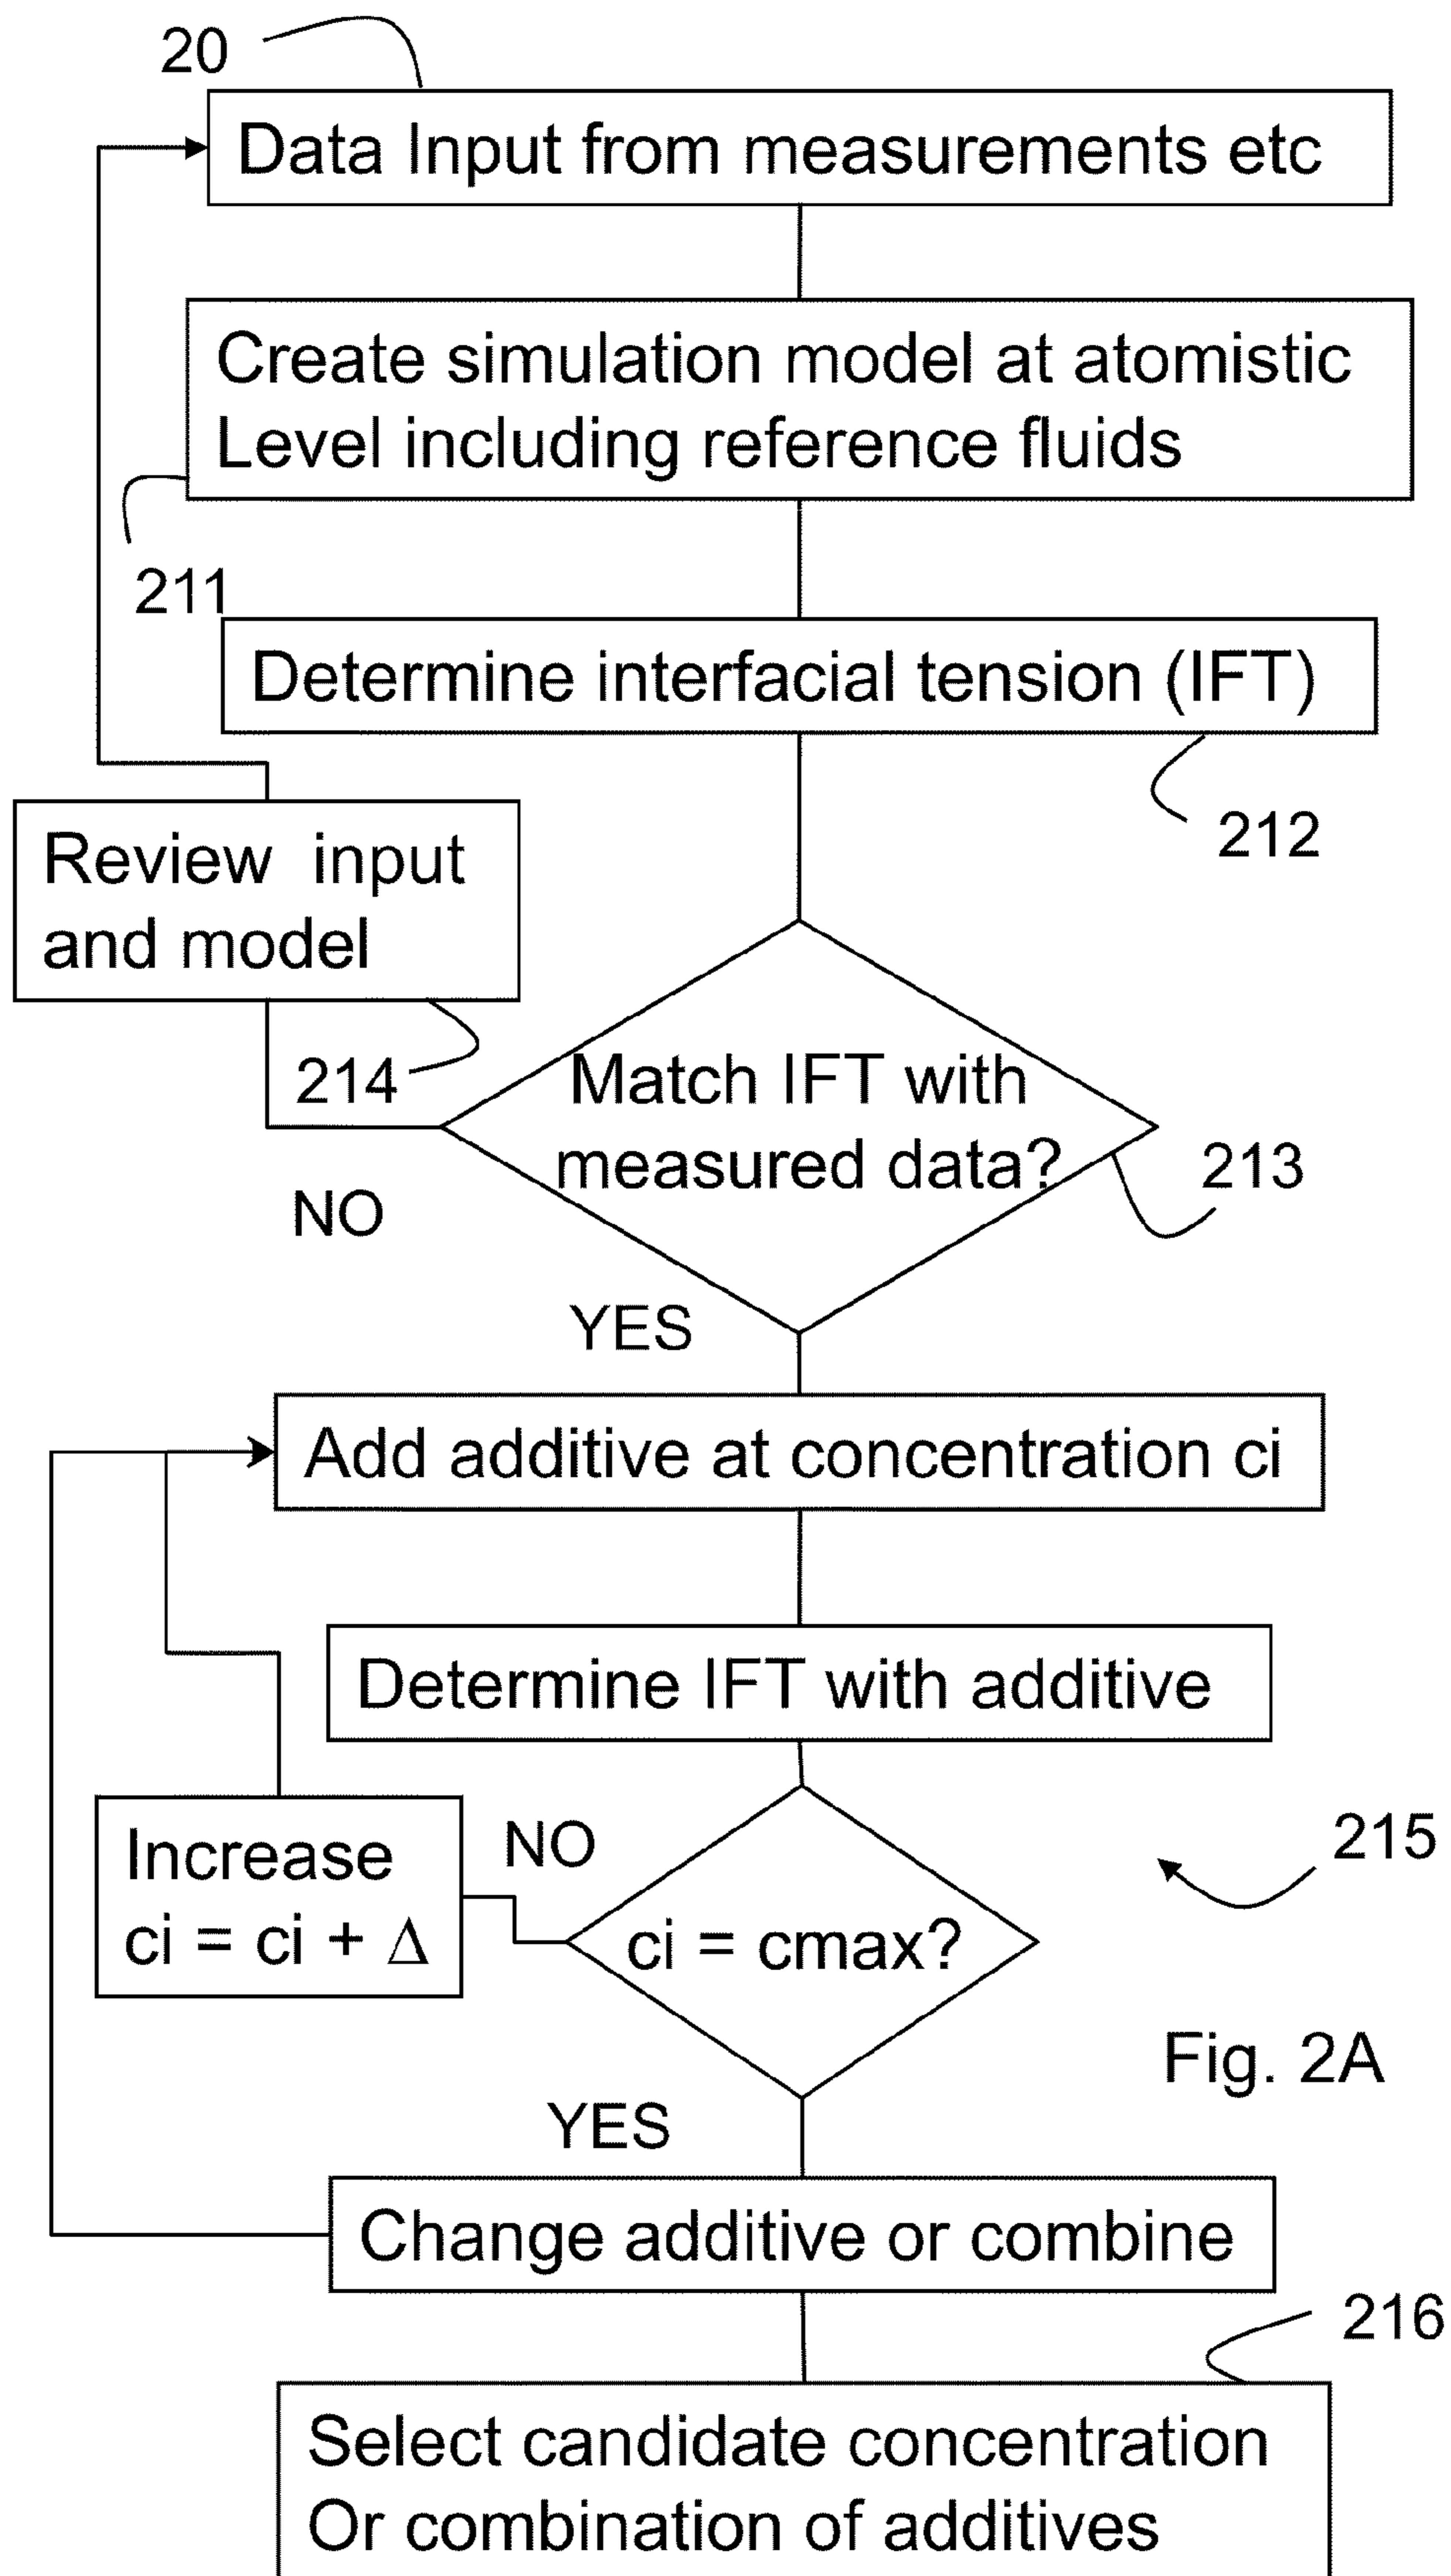 20
Data Input from measurements etc
Create simulation model at atomistic
Level including reference fluids
211
Determine interfacial tension (IFT)
212
Review input
and model
214
Match IFT with
measured data?
213
NO
YES
Add additive at concentration ci
Determine IFT with additive
215
Increase
ci = ci + Δ
NO
ci = cmax?
Fig. 2A
YES
Change additive or combine
216
Select candidate concentration
Or combination of additives